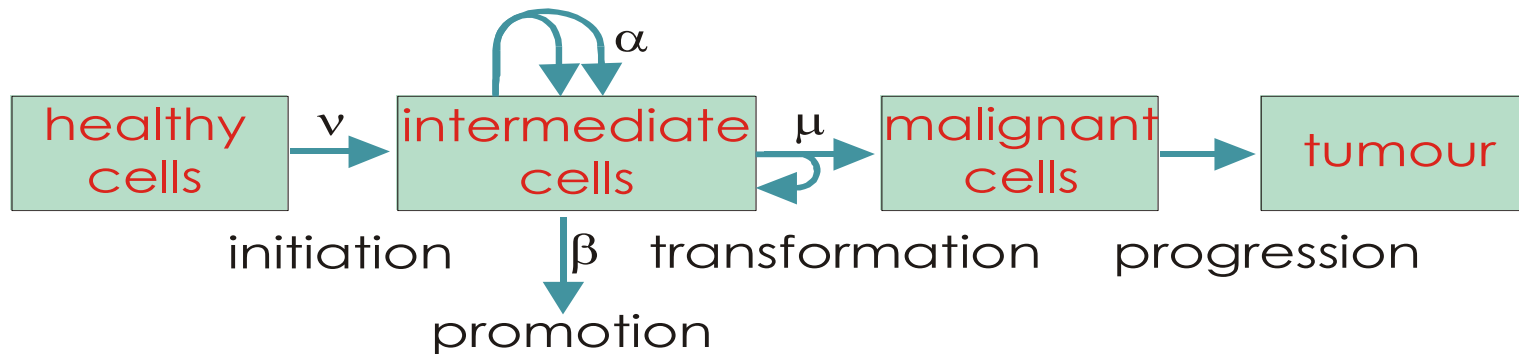 α
healthy
cells
ν
intermediate
cells
μ
malignant
cells
tumour
initiation
β
transformation
progression
promotion